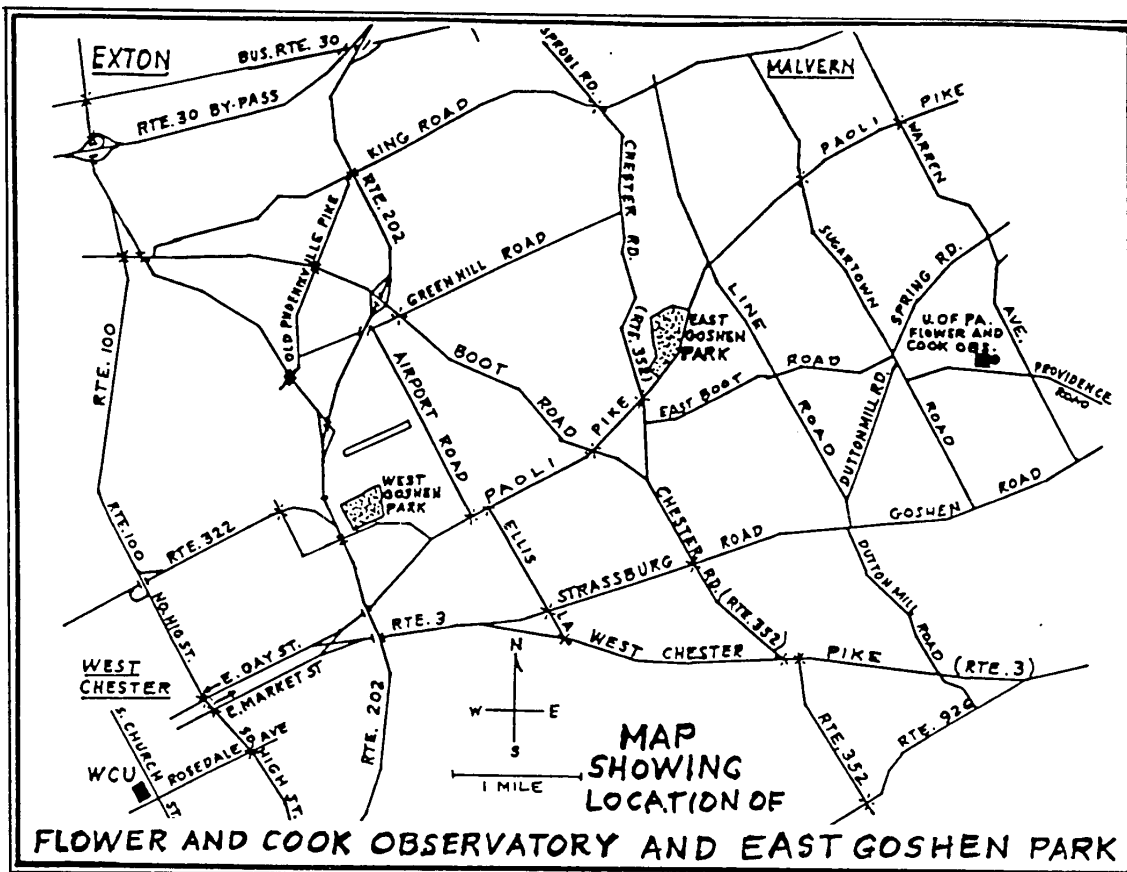 EXTON
BUS. RTE. 30
RTE. 30 BY-PASS
SPROUL RD.
MALVERN
KING ROAD
PAOLI PIKE
WARREN AVE.
RTE. 202
OLD PHOENIXVILLE PIKE
CHESTER RD.
(RTE. 352)
GREEN HILL ROAD
SUGARTOWN ROAD
SPRING RD.
LINE ROAD
EAST
GOSHEN
PARK
U. OF PA.
FLOWER AND
COOK OBS.
RTE. 100
BOOT ROAD
AIRPORT ROAD
EAST BOOT ROAD
PROVIDENCE
ROAD
DUTTON MILL RD.
PAOLI PIKE
WEST
GOSHEN
PARK
RTE. 100
RTE. 322
ELLIS LA.
CHESTER RD. (RTE. 352)
STRASSBURG ROAD
GOSHEN ROAD
DUTTON MILL ROAD
NO. HIG ST.
RTE. 3
WEST CHESTER PIKE (RTE. 3)
E. GAY ST.
E. MARKET ST
WEST
CHESTER
N
W E
S
S. CHURCH ST.
ROSEDALE AVE
SO. HIGH ST.
RTE. 202
RTE. 352
RTE. 926
WCU
1 MILE
MAP
SHOWING
LOCATION OF
FLOWER AND COOK OBSERVATORY AND EAST GOSHEN PARK